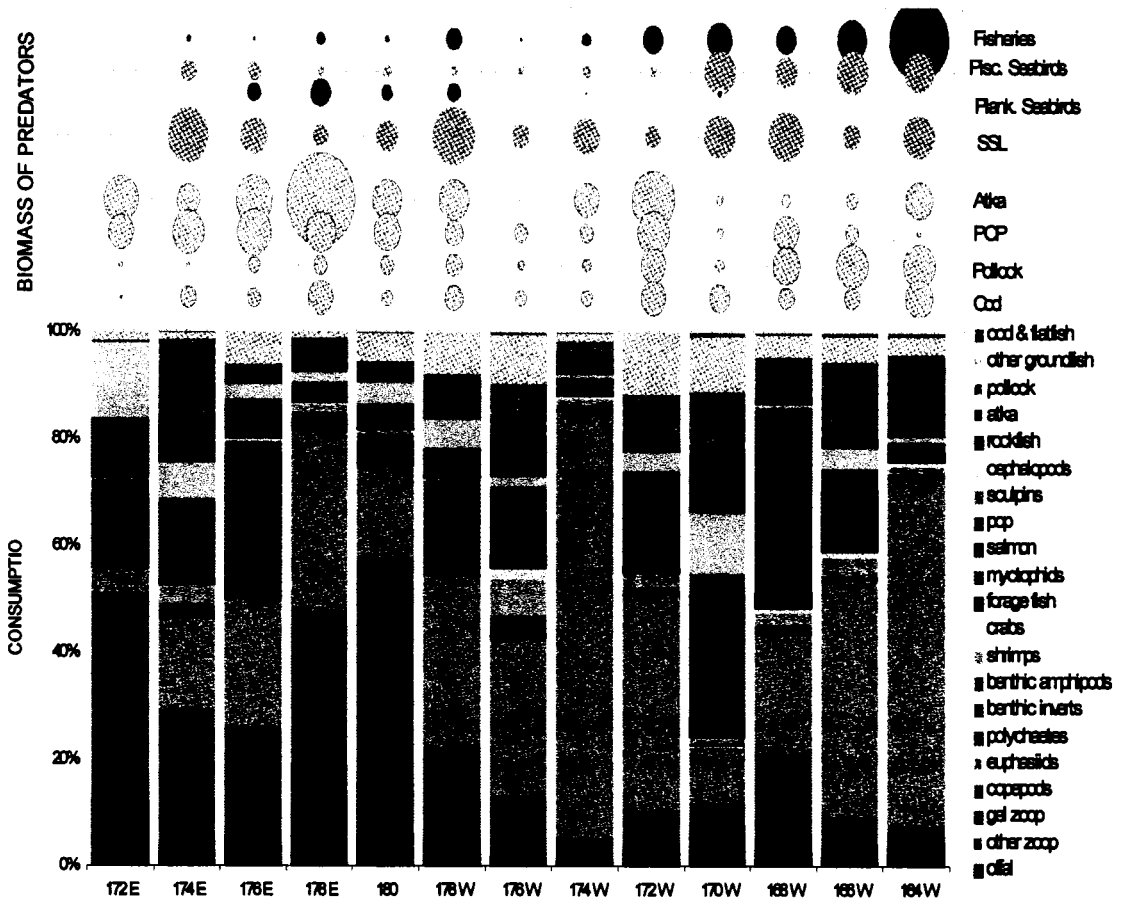 BIOMASS OF PREDATORS
Fisheries
Pisc. Seabirds
Plank. Seabirds
SSL
Atka
POP
Pollock
Cod
CONSUMPTIO
100%
80%
60%
40%
20%
0%
cod & flatfish
other groundfish
pollock
atka
rockfish
cephalopods
sculpins
pop
salmon
myctophids
forage fish
crabs
shrimps
benthic amphipods
benthic inverts
polychaetes
euphasiids
copepods
gel zoop
other zoop
offal
172E 174E 176E 178E 180 178W 176W 174W 172W 170W 168W 166W 164W